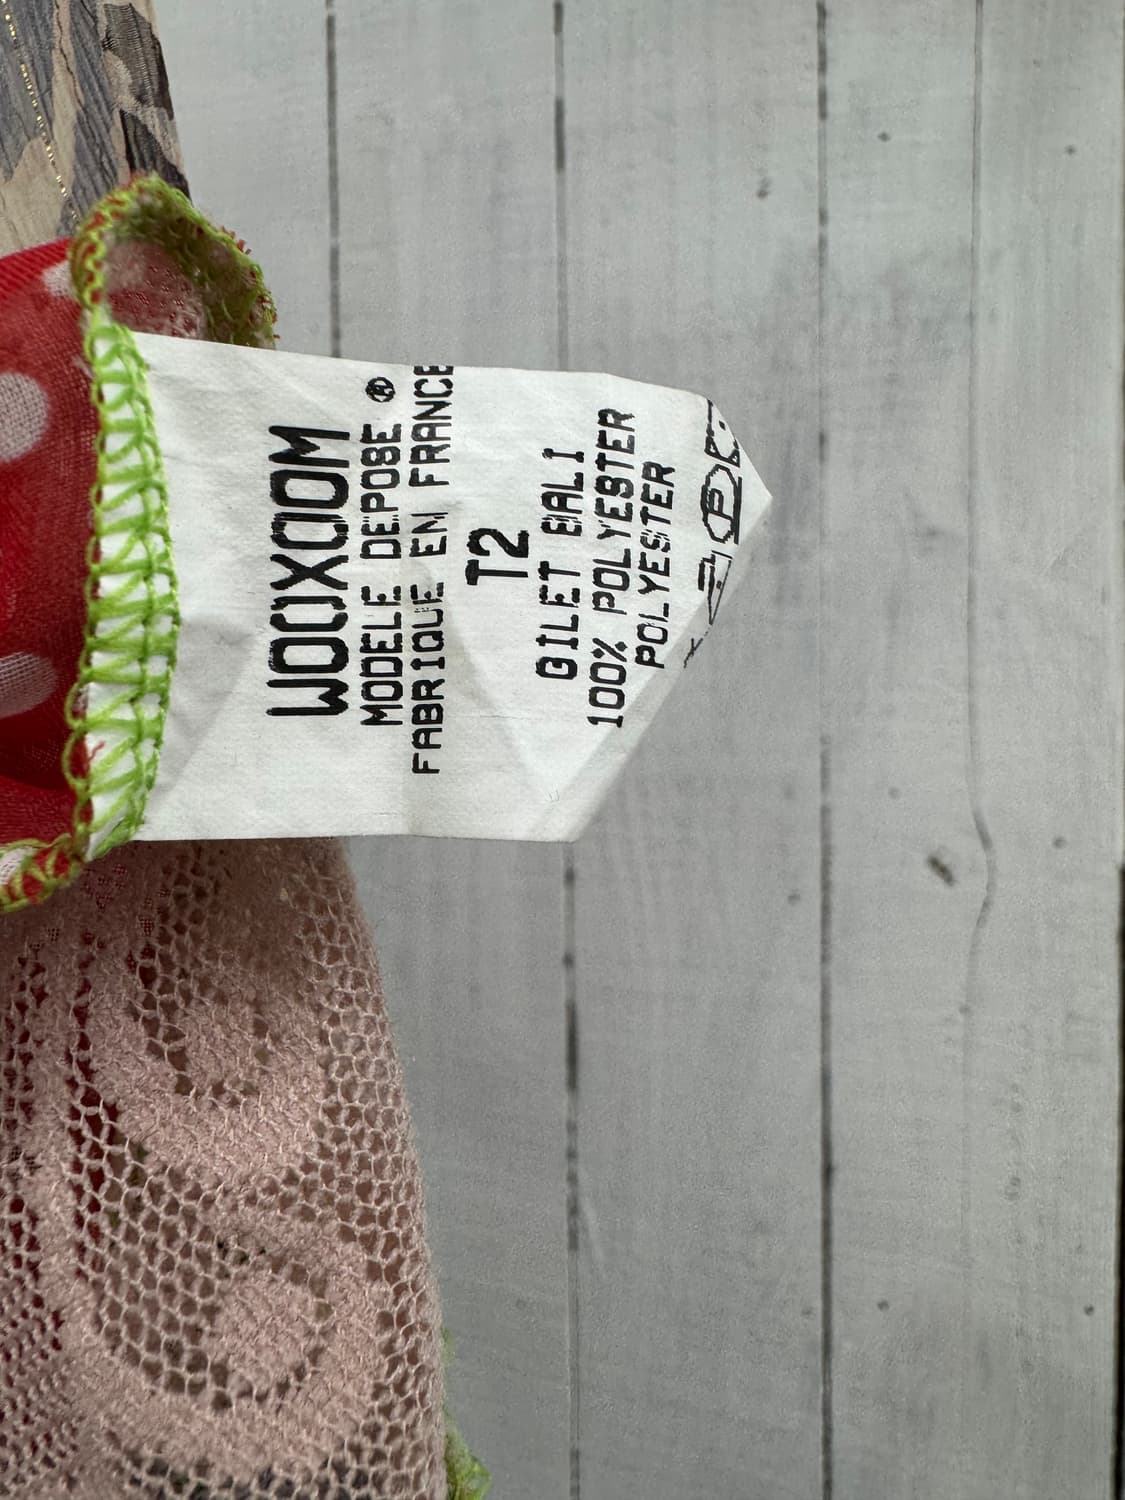 WOOXOOM
MODELE DEPOSE ®
FABRIQUE EN FRANCE
T2
GILET BALI
100% POLYESTER
POLYESTER